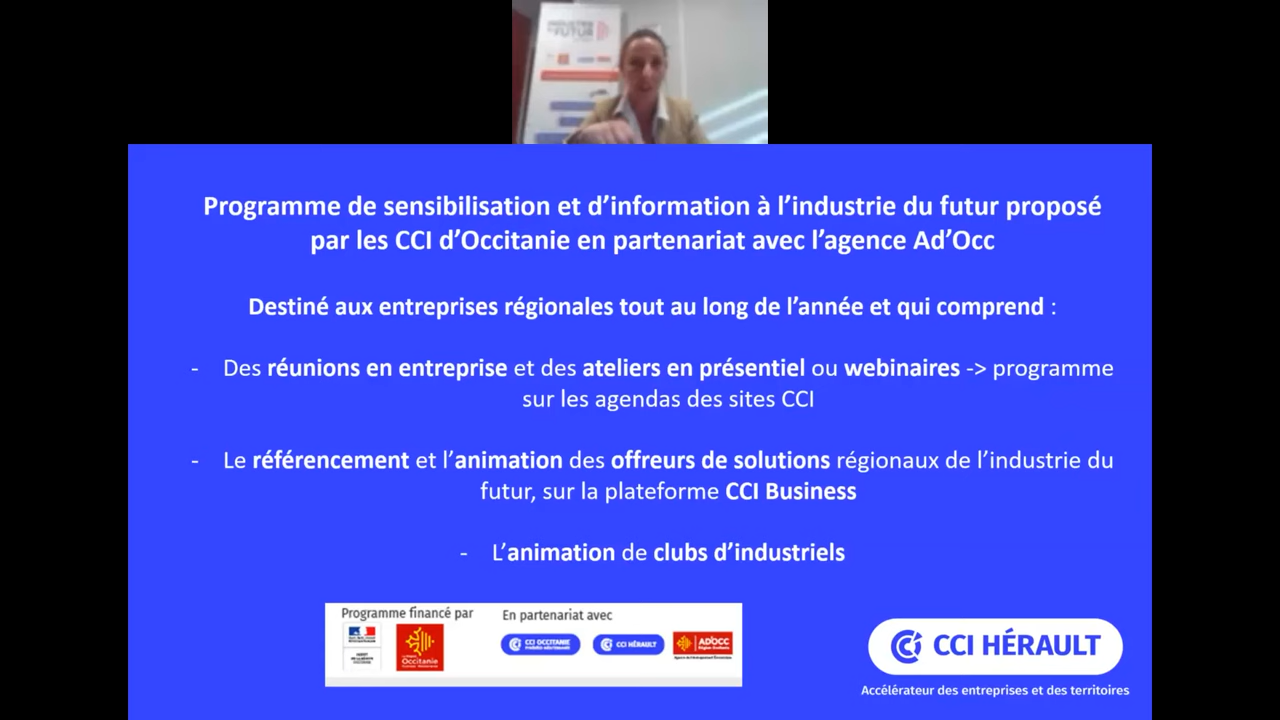 INDUSTRIE
FUTUR
Programme de sensibilisation et d’information à l’industrie du futur proposé
par les CCI d’Occitanie en partenariat avec l’agence Ad’Occ
Destiné aux entreprises régionales tout au long de l’année et qui comprend :
- Des réunions en entreprise et des ateliers en présentiel ou webinaires -> programme
sur les agendas des sites CCI
- Le référencement et l’animation des offreurs de solutions régionaux de l’industrie du
futur, sur la plateforme CCI Business
- L’animation de clubs d’industriels
Programme financé par
En partenariat avec
Occitanie
CCI OCCITANIE
CCI HÉRAULT
AD'OCC
CCI HÉRAULT
Accélérateur des entreprises et des territoires